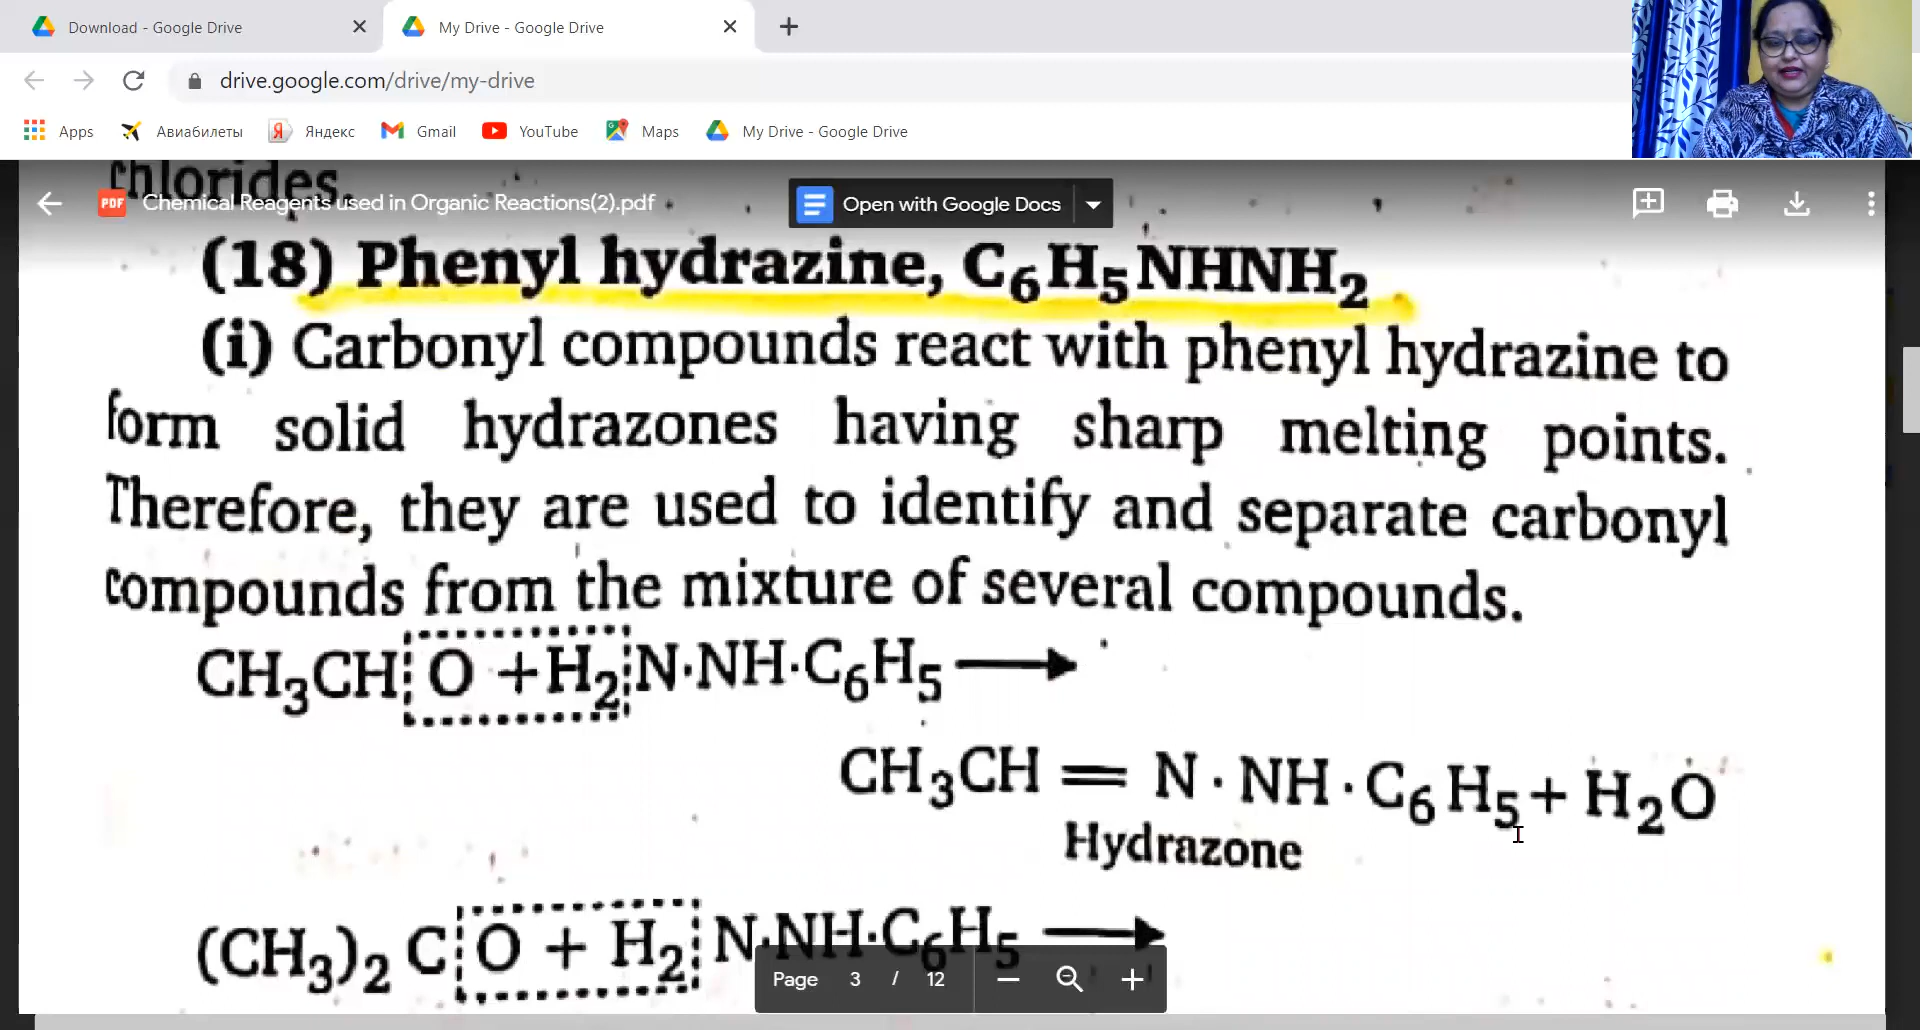 Download - Google Drive
My Drive - Google Drive
drive.google.com/drive/my-drive
Apps Авиабилеты Яндекс Gmail YouTube Maps My Drive - Google Drive
chlorides.
PDF Chemical Reagents used in Organic Reactions(2).pdf Open with Google Docs
(18) Phenyl hydrazine, C₆H₅NHNH₂
(i) Carbonyl compounds react with phenyl hydrazine to
form solid hydrazones having sharp melting points.
Therefore, they are used to identify and separate carbonyl
compounds from the mixture of several compounds.
CH₃CH O + H₂ N·NH·C₆H₅ ⟶
CH₃CH = N · NH · C₆H₅ + H₂O
Hydrazone
(CH₃)₂ C O + H₂ N·NH·C₆H₅ ⟶
Page 3 / 12